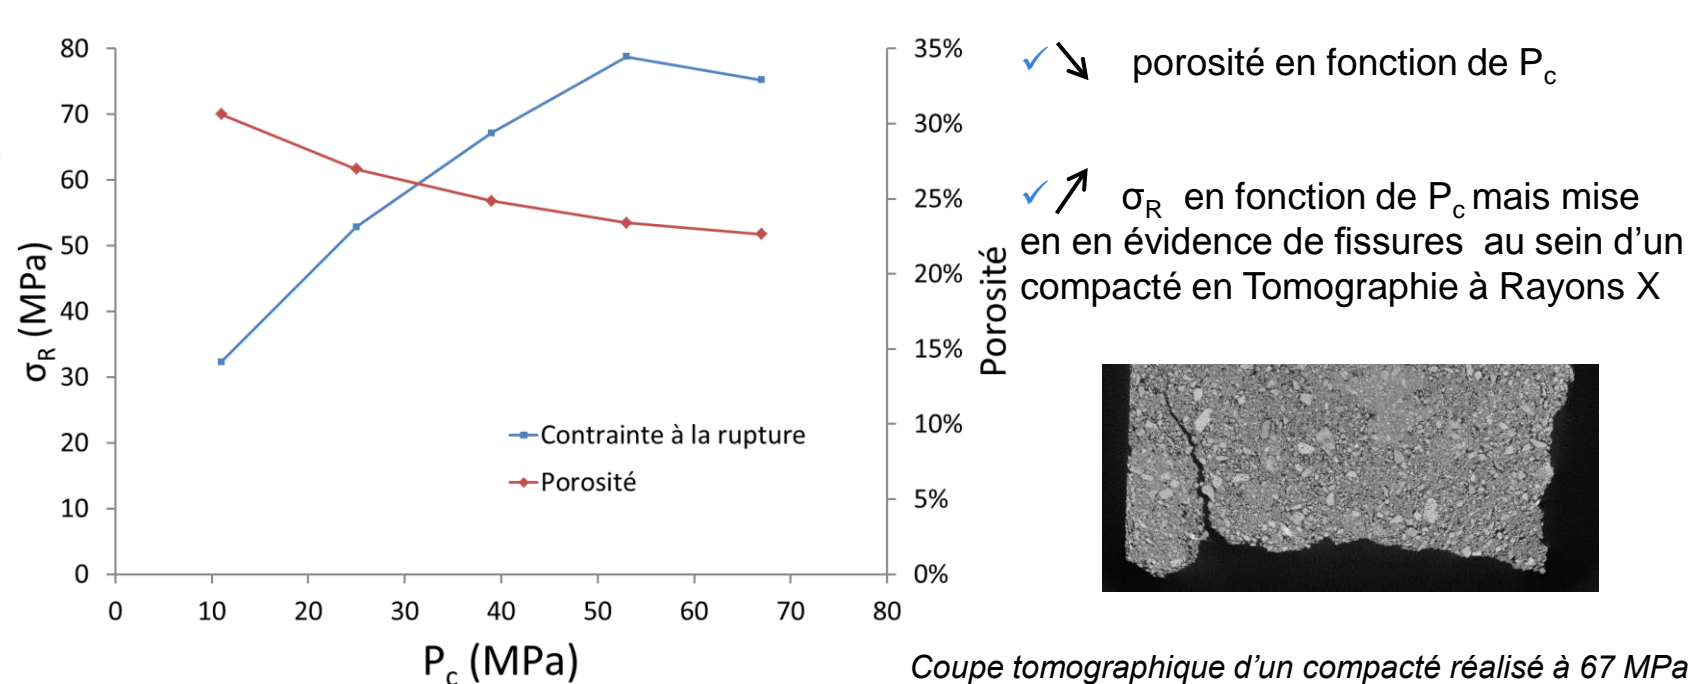 80
70
60
50
40
30
20
10
0
σR (MPa)
0 10 20 30 40 50 60 70 80
Pc (MPa)
35%
30%
25%
20%
15%
10%
5%
0%
Porosité
Contrainte à la rupture
Porosité
porosité en fonction de Pc
σR en fonction de Pc mais mise
en en évidence de fissures au sein d’un
compacté en Tomographie à Rayons X
Coupe tomographique d’un compacté réalisé à 67 MPa